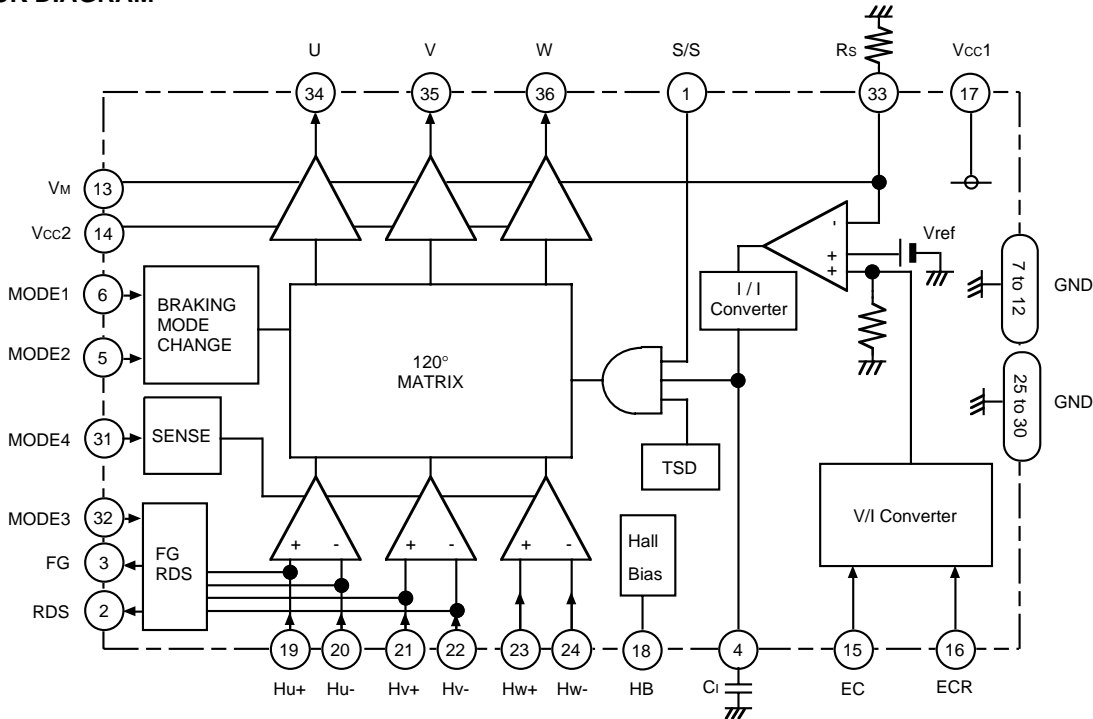 U V W S/S Rs Vcc1
34 35 36 1 33 17
VM 13
Vcc2 14
MODE1 6
MODE2 5
MODE4 31
MODE3 32
FG 3
RDS 2
BRAKING
MODE
CHANGE
SENSE
FG
RDS
120°
MATRIX
I / I
Converter
- + +
Vref
7 to 12 GND
25 to 30 GND
TSD
Hall
Bias
V/I Converter
+ - + - + -
19 20 21 22 23 24 18 4 15 16
Hu+ Hu- Hv+ Hv- Hw+ Hw- HB CI EC ECR